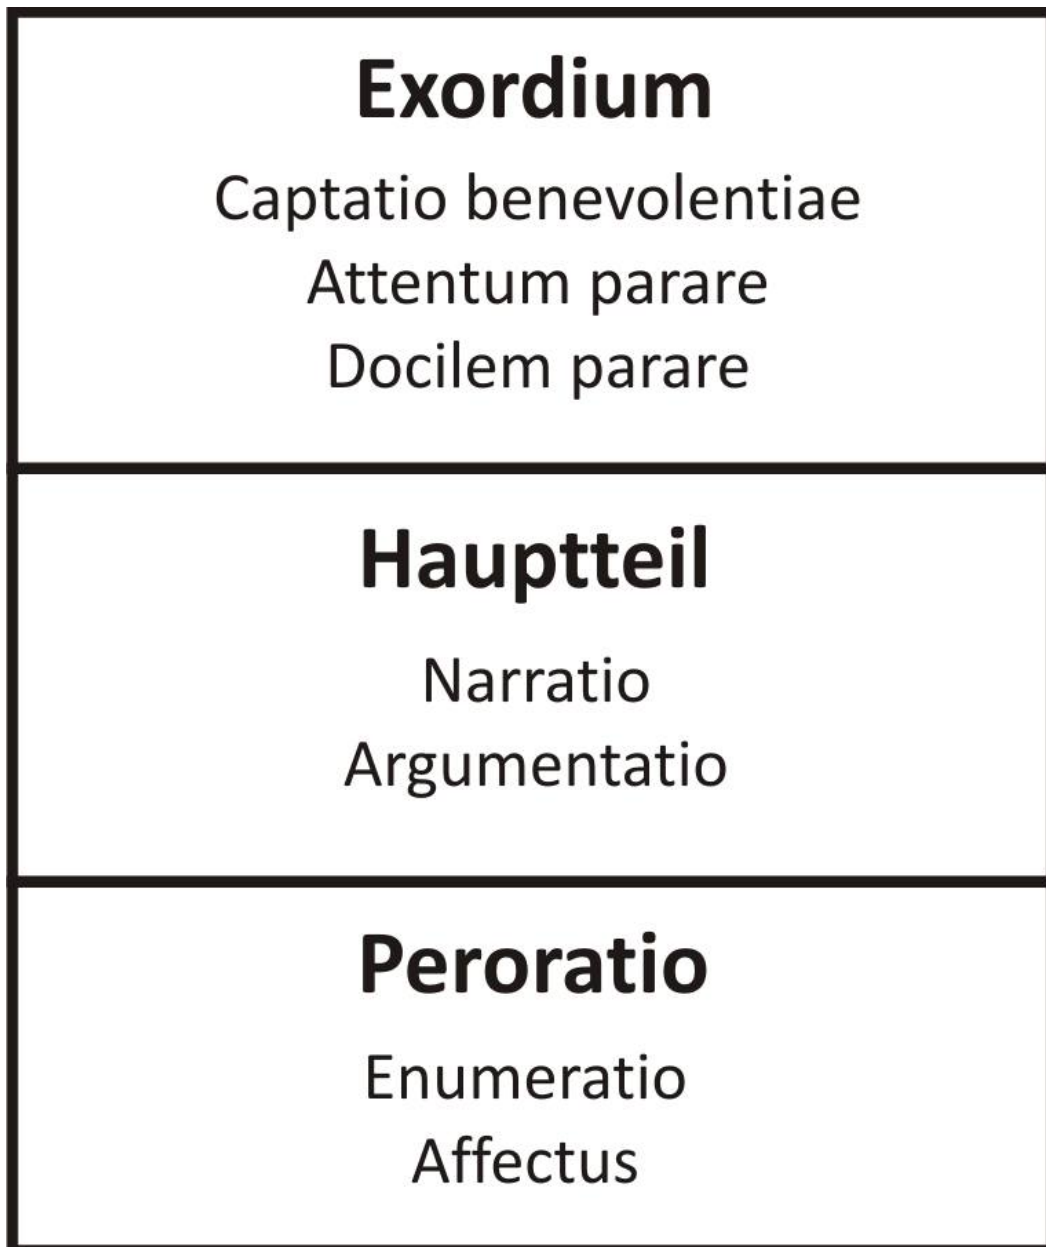 Exordium
Captatio benevolentiae
Attentum parare
Docilem parare
Hauptteil
Narratio
Argumentatio
Peroratio
Enumeratio
Affectus